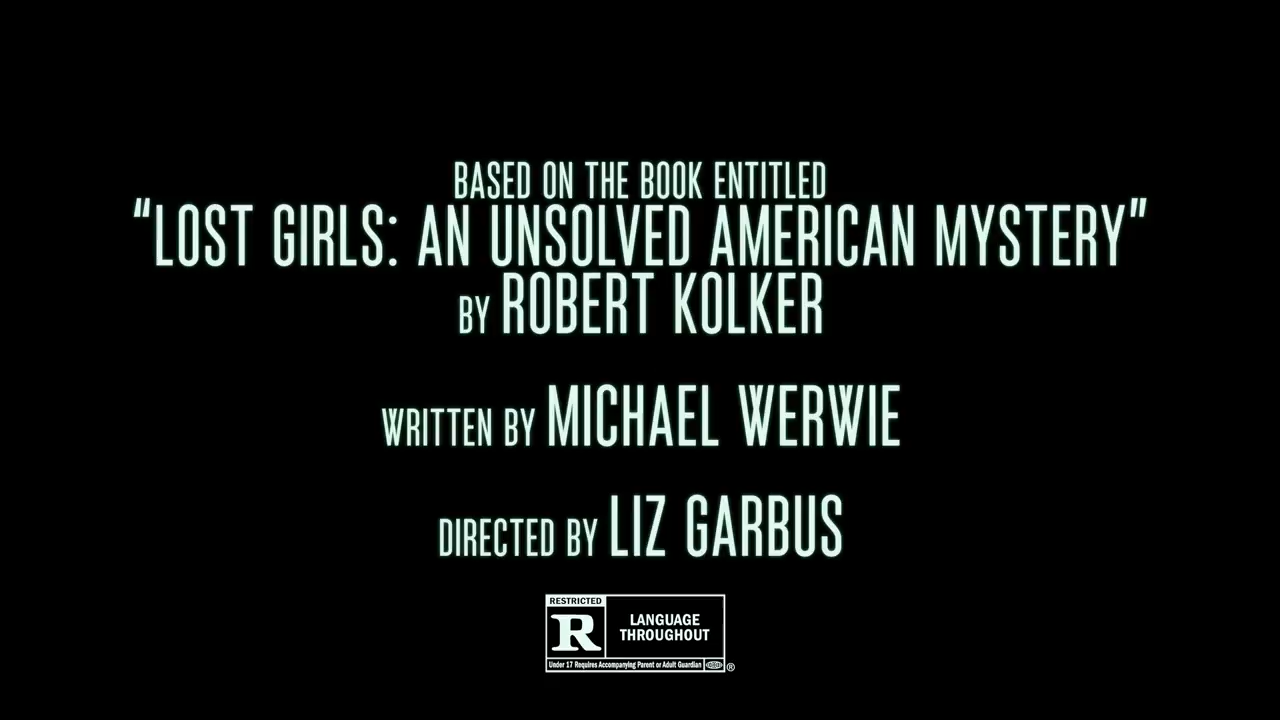 BASED ON THE BOOK ENTITLED
"LOST GIRLS: AN UNSOLVED AMERICAN MYSTERY"
BY ROBERT KOLKER
WRITTEN BY MICHAEL WERWIE
DIRECTED BY LIZ GARBUS
RESTRICTED
R
LANGUAGE
THROUGHOUT
Under 17 Requires Accompanying Parent or Adult Guardian ®